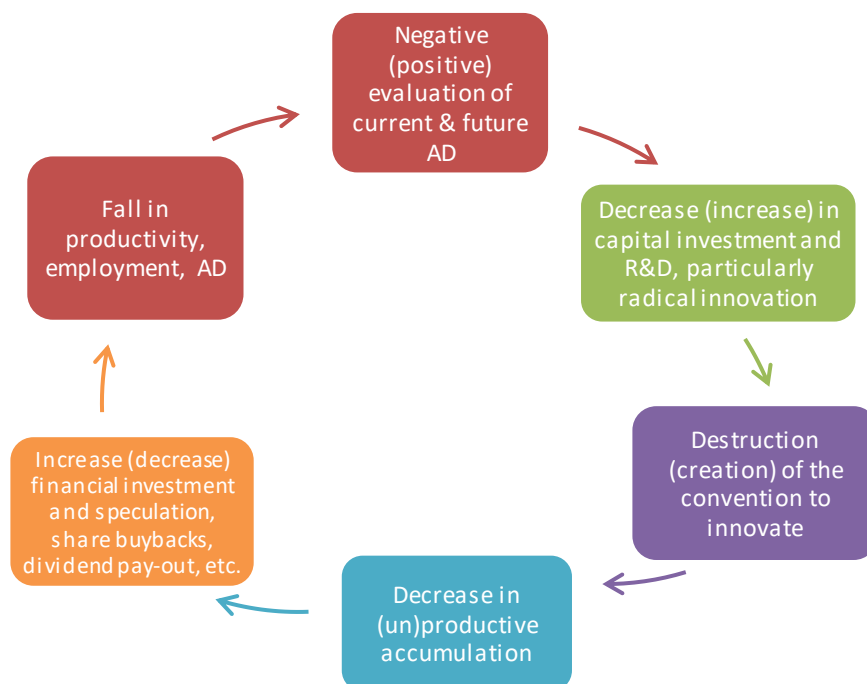 Negative
(positive)
evaluation of
current & future
AD
Decrease (increase) in
capital investment and
R&D, particularly
radical innovation
Destruction
(creation) of the
convention to
innovate
Decrease in
(un)productive
accumulation
Increase (decrease)
financial investment
and speculation,
share buybacks,
dividend pay-out, etc.
Fall in
productivity,
employment, AD